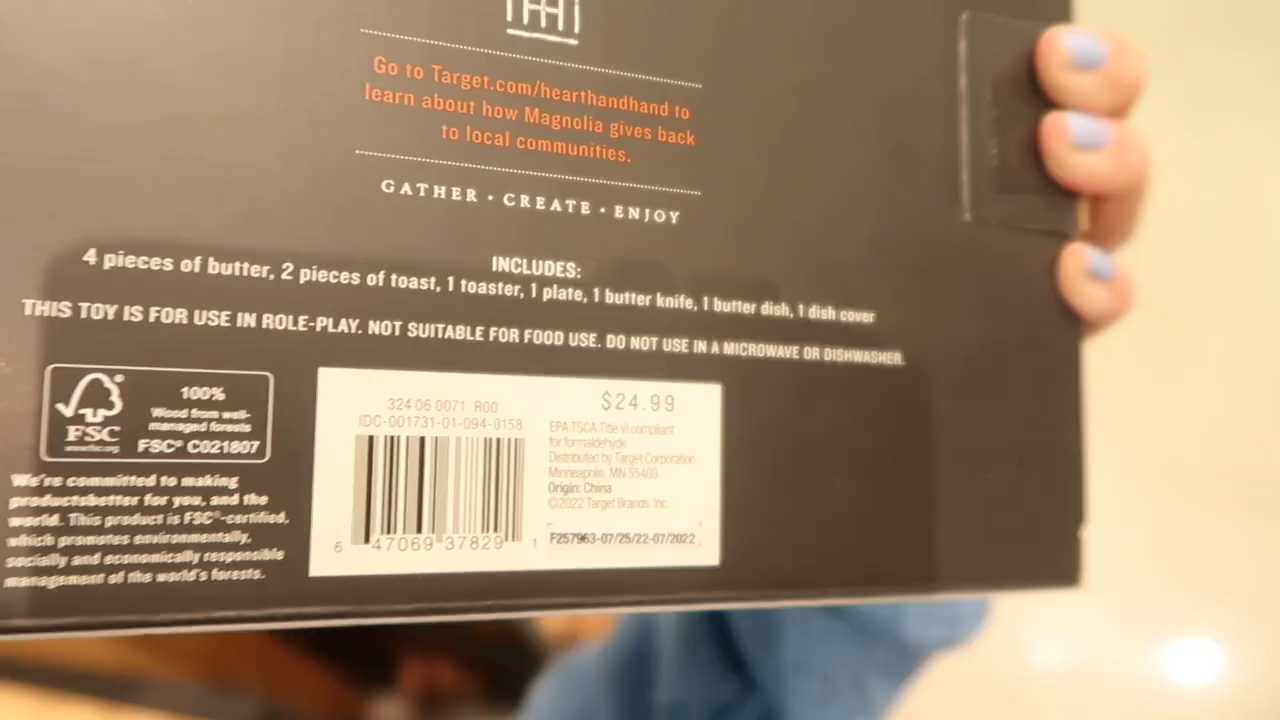 Go to Target.com/hearthandhand to
learn about how Magnolia gives back
to local communities.
GATHER • CREATE • ENJOY
INCLUDES:
4 pieces of butter, 2 pieces of toast, 1 toaster, 1 plate, 1 butter knife, 1 butter dish, 1 dish cover
THIS TOY IS FOR USE IN ROLE-PLAY. NOT SUITABLE FOR FOOD USE. DO NOT USE IN A MICROWAVE OR DISHWASHER.
FSC®
www.fsc.org
100%
Wood from well-
managed forests
FSC® C021807
We're committed to making
productsbetter for you, and the
world. This product is FSC®-certified,
which promotes environmentally,
socially and economically responsible
management of the world's forests.
324 06 0071 R00
IDC-001731-01-094-0158
6 47069 37829 1
$24.99
EPA TSCA Title VI compliant
for formaldehyde
Distributed by Target Corporation
Minneapolis, MN 55403
Origin: China
©2022 Target Brands, Inc.
F257963-07/25/22-07/2022